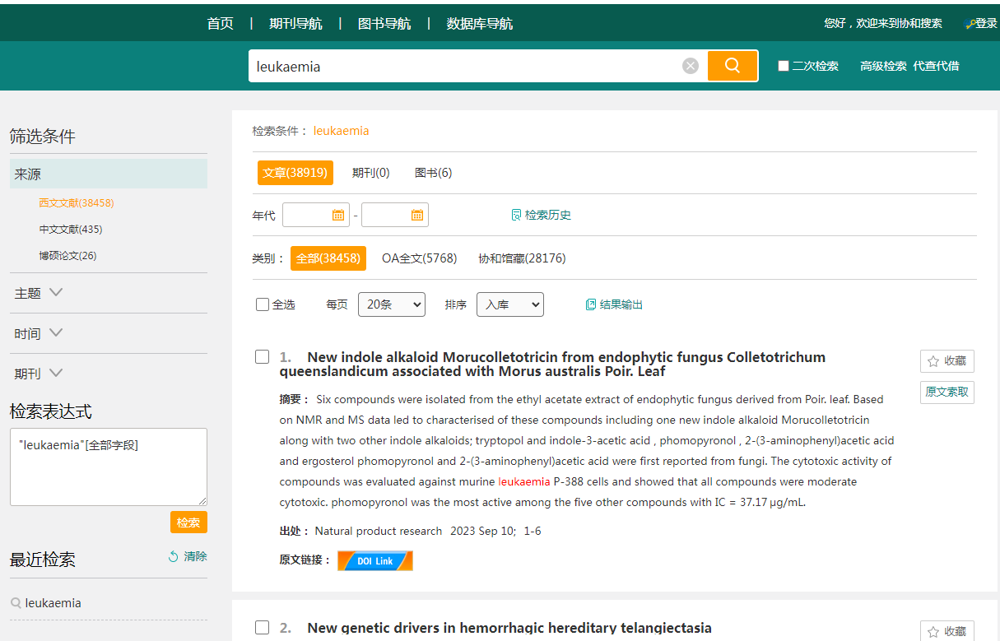 首页 | 期刊导航 | 图书导航 | 数据库导航 您好，欢迎来到协和搜索 登录
leukaemia 二次检索 高级检索 代查代借
筛选条件
来源
西文文献(38458)
中文文献(435)
博硕论文(26)
主题
时间
期刊
检索表达式
"leukaemia"[全部字段]
检索
最近检索 清除
leukaemia
检索条件： leukaemia
文章(38919) 期刊(0) 图书(6)
年代 - 检索历史
类别： 全部(38458) OA全文(5768) 协和馆藏(28176)
全选 每页 20条 排序 入库 结果输出
1. New indole alkaloid Morucolletotricin from endophytic fungus Colletotrichum
queenslandicum associated with Morus australis Poir. Leaf
收藏
原文索取
摘要： Six compounds were isolated from the ethyl acetate extract of endophytic fungus derived from Poir. leaf. Based
on NMR and MS data led to characterised of these compounds including one new indole alkaloid Morucolletotricin
along with two other indole alkaloids; tryptopol and indole-3-acetic acid , phomopyronol , 2-(3-aminophenyl)acetic acid
and ergosterol phomopyronol and 2-(3-aminophenyl)acetic acid were first reported from fungi. The cytotoxic activity of
compounds was evaluated against murine leukaemia P-388 cells and showed that all compounds were moderate
cytotoxic. phomopyronol was the most active among the five other compounds with IC = 37.17 μg/mL.
出处： Natural product research 2023 Sep 10; 1-6
原文链接： DOI Link
2. New genetic drivers in hemorrhagic hereditary telangiectasia
收藏